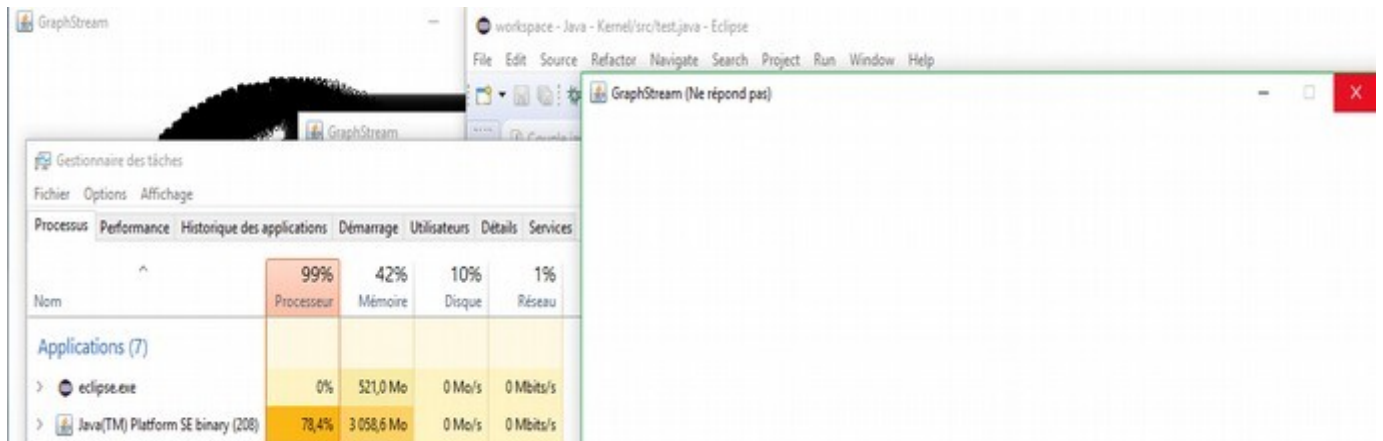 GraphStream
workspace - Java - Kernel/src/test.java - Eclipse
File Edit Source Refactor Navigate Search Project Run Window Help
GraphStream (Ne répond pas)
GraphStream
Gestionnaire des tâches
Fichier Options Affichage
Processus Performance Historique des applications Démarrage Utilisateurs Détails Services
99% 42% 10% 1%
Nom Processeur Mémoire Disque Réseau
Applications (7)
eclipse.exe 0% 521,0 Mo 0 Mo/s 0 Mbits/s
Java(TM) Platform SE binary (208) 78,4% 3 058,6 Mo 0 Mo/s 0 Mbits/s